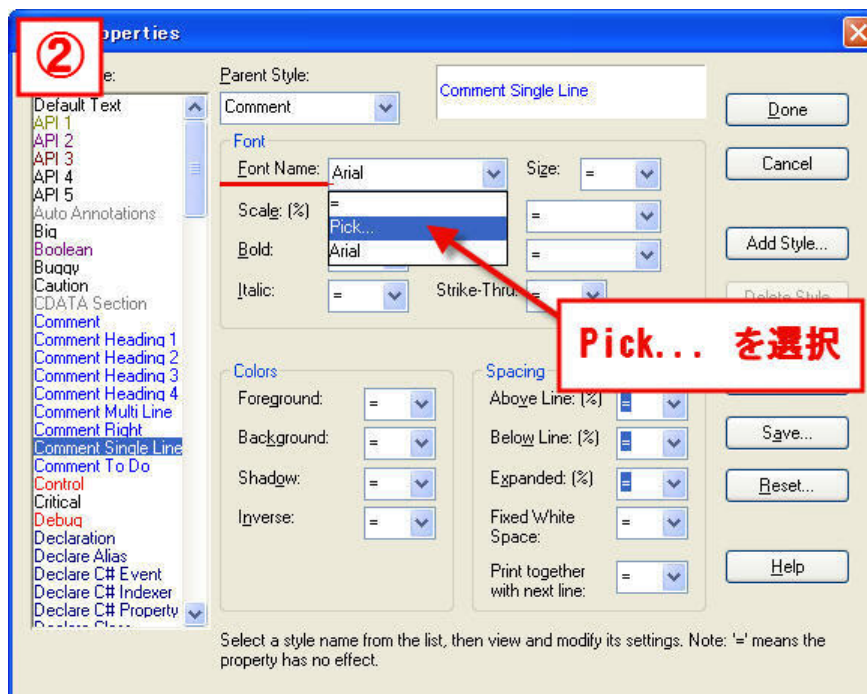 ②
operties
e:
Default Text
API 1
API 2
API 3
API 4
API 5
Auto Annotations
Big
Boolean
Buggy
Caution
CDATA Section
Comment
Comment Heading 1
Comment Heading 2
Comment Heading 3
Comment Heading 4
Comment Multi Line
Comment Right
Comment Single Line
Comment To Do
Control
Critical
Debug
Declaration
Declare Alias
Declare C# Event
Declare C# Indexer
Declare C# Property
Parent Style:
Comment
Comment Single Line
Font
Font Name: Arial
=
Pick...
Arial
Size: =
Scale: (%)
=
Bold:
=
Italic: =
Strike-Thru: =
Pick... を選択
Colors
Foreground: =
Background: =
Shadow: =
Inverse: =
Spacing
Above Line: (%) =
Below Line: (%) =
Expanded: (%) =
Fixed White
Space: =
Print together
with next line: =
Done
Cancel
Add Style...
Delete Style
Save...
Reset...
Help
Select a style name from the list, then view and modify its settings. Note: '=' means the
property has no effect.